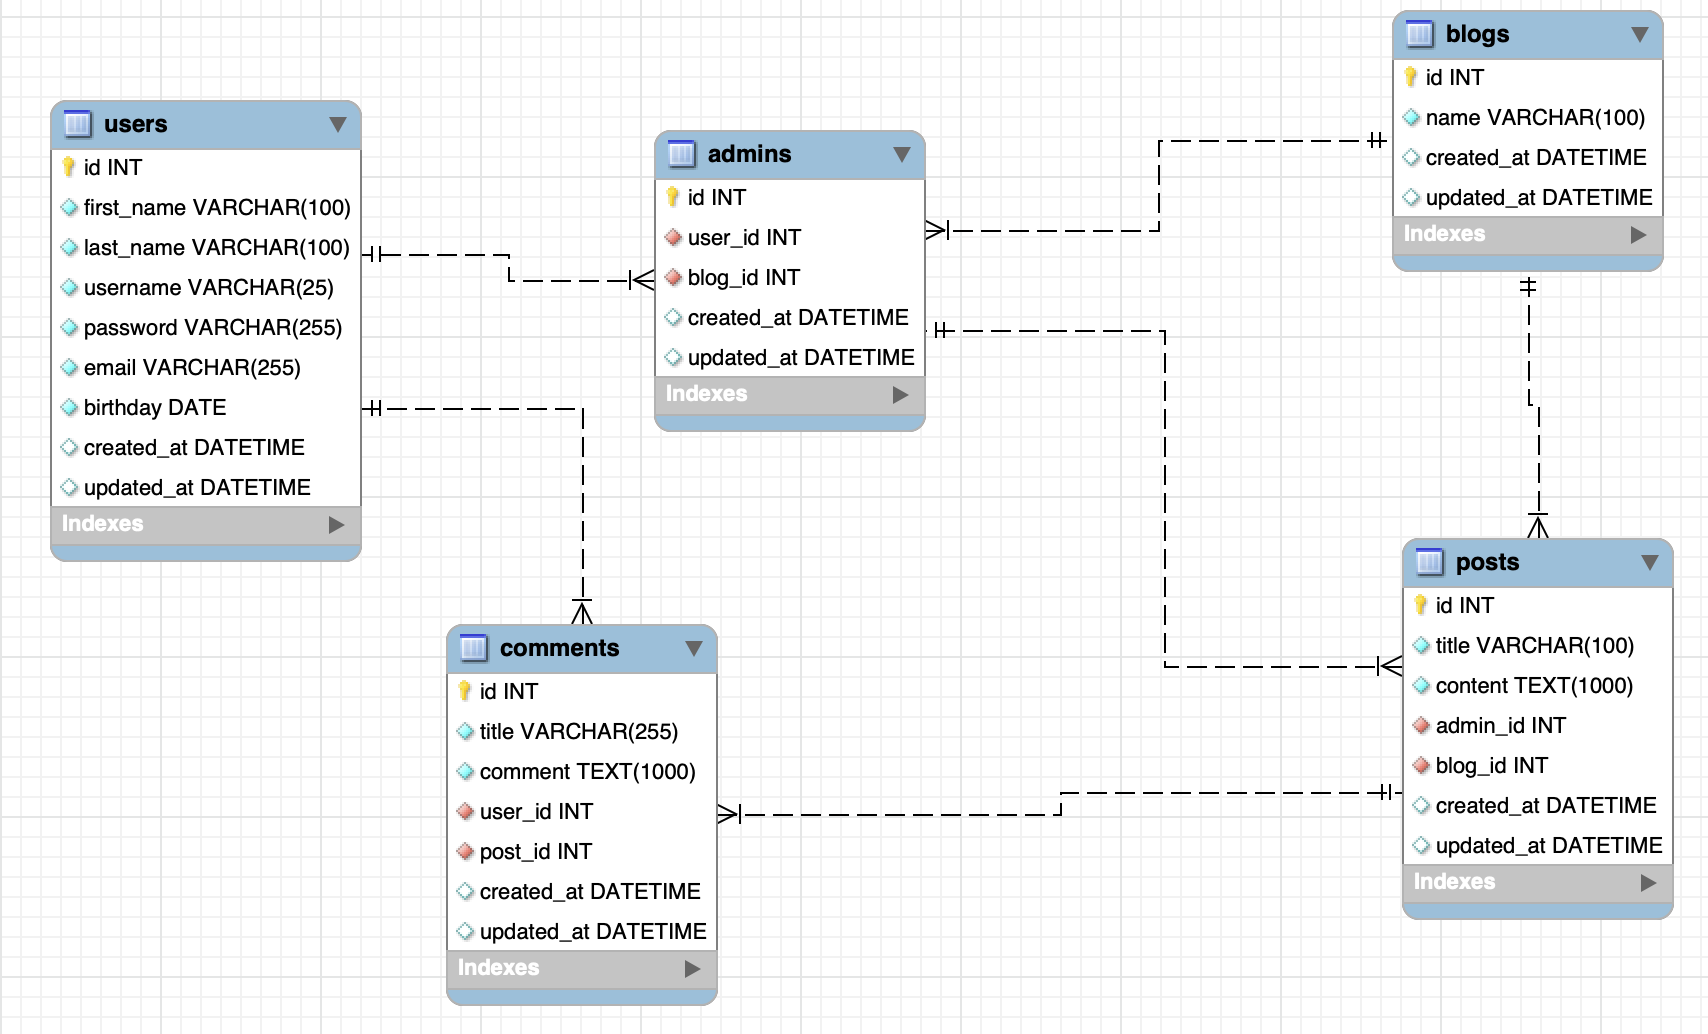 users
id INT
first_name VARCHAR(100)
last_name VARCHAR(100)
username VARCHAR(25)
password VARCHAR(255)
email VARCHAR(255)
birthday DATE
created_at DATETIME
updated_at DATETIME
Indexes
admins
id INT
user_id INT
blog_id INT
created_at DATETIME
updated_at DATETIME
Indexes
blogs
id INT
name VARCHAR(100)
created_at DATETIME
updated_at DATETIME
Indexes
comments
id INT
title VARCHAR(255)
comment TEXT(1000)
user_id INT
post_id INT
created_at DATETIME
updated_at DATETIME
Indexes
posts
id INT
title VARCHAR(100)
content TEXT(1000)
admin_id INT
blog_id INT
created_at DATETIME
updated_at DATETIME
Indexes